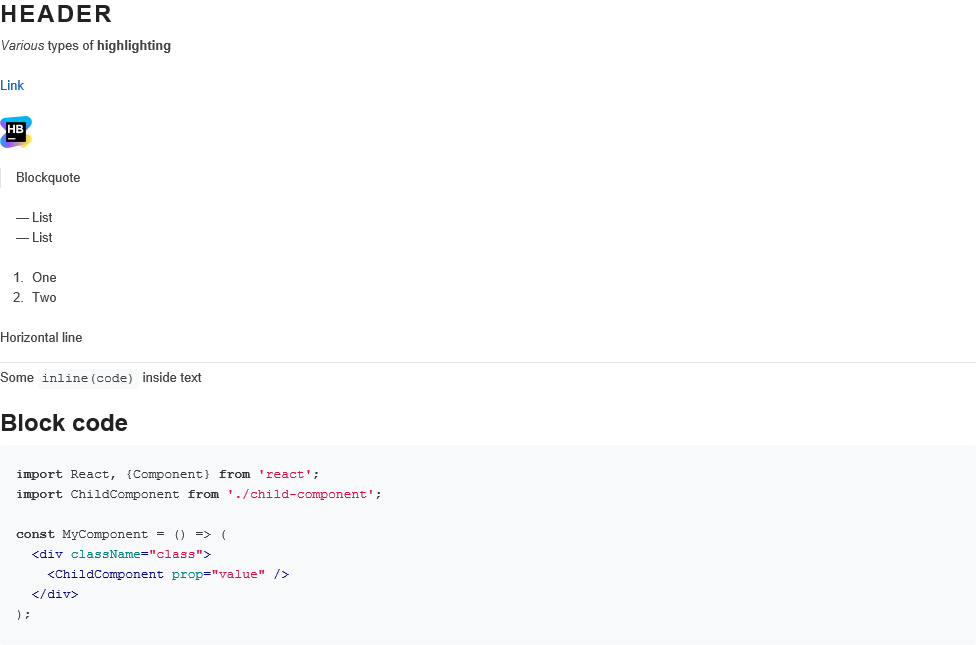 HEADER
Various types of highlighting
Link
HB
Blockquote
— List
— List
1. One
2. Two
Horizontal line
Some inline(code) inside text
Block code
import React, {Component} from 'react';
import ChildComponent from './child-component';
const MyComponent = () => (
  <div className="class">
    <ChildComponent prop="value" />
  </div>
);